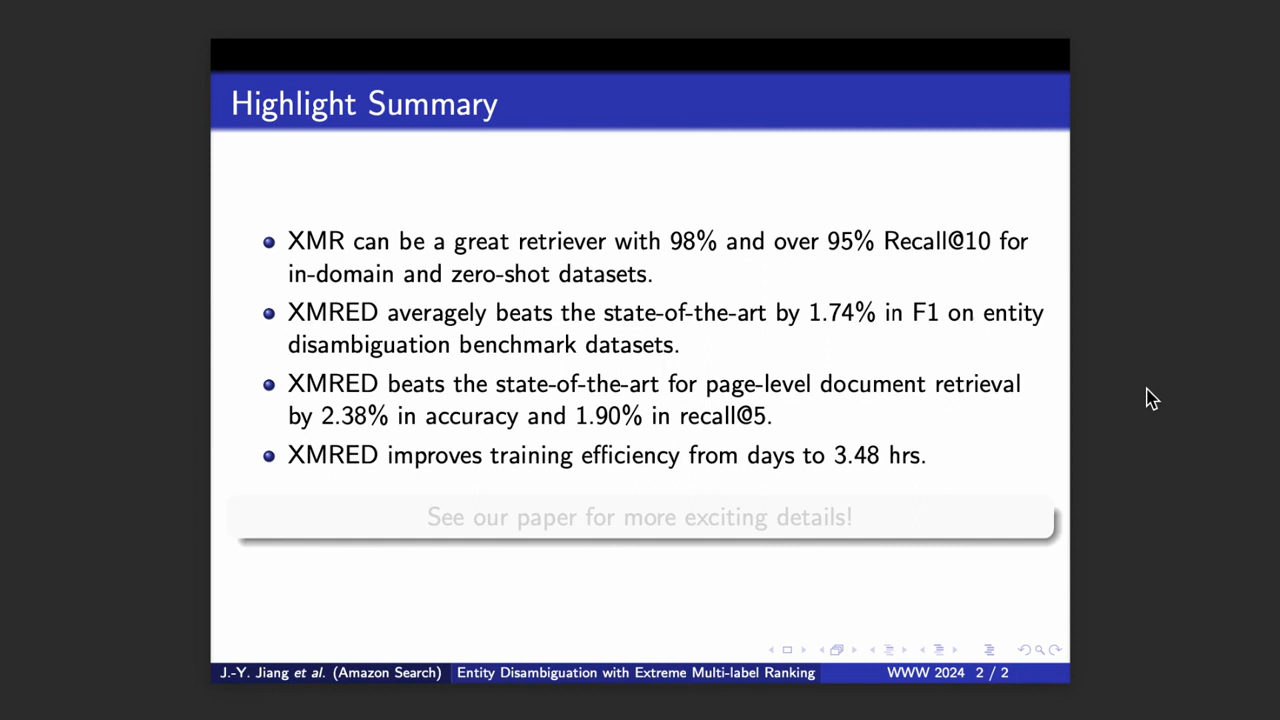 Highlight Summary
XMR can be a great retriever with 98% and over 95% Recall@10 for
in-domain and zero-shot datasets.
XMRED averagely beats the state-of-the-art by 1.74% in F1 on entity
disambiguation benchmark datasets.
XMRED beats the state-of-the-art for page-level document retrieval
by 2.38% in accuracy and 1.90% in recall@5.
XMRED improves training efficiency from days to 3.48 hrs.
See our paper for more exciting details!
J.-Y. Jiang et al. (Amazon Search) Entity Disambiguation with Extreme Multi-label Ranking WWW 2024 2 / 2